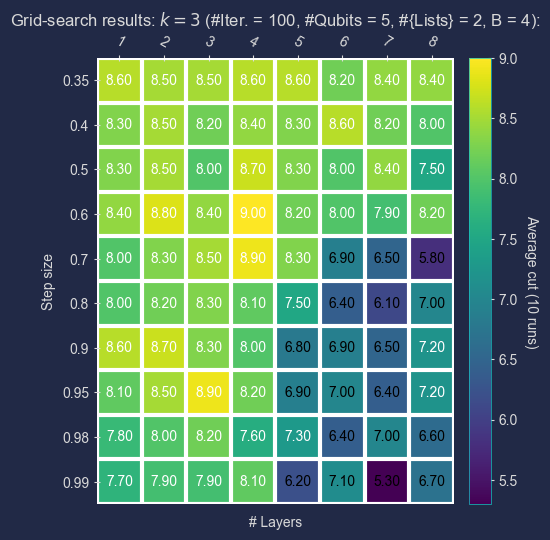 Grid-search results: k = 3 (#Iter. = 100, #Qubits = 5, #{Lists} = 2, B = 4):
1 2 3 4 5 6 7 8
0.35 8.60 8.50 8.50 8.60 8.60 8.20 8.40 8.40
0.4 8.30 8.50 8.20 8.40 8.30 8.60 8.20 8.00
0.5 8.30 8.50 8.00 8.70 8.30 8.00 8.40 7.50
0.6 8.40 8.80 8.40 9.00 8.20 8.00 7.90 8.20
0.7 8.00 8.30 8.50 8.90 8.30 6.90 6.50 5.80
0.8 8.00 8.20 8.30 8.10 7.50 6.40 6.10 7.00
0.9 8.60 8.70 8.30 8.00 6.80 6.90 6.50 7.20
0.95 8.10 8.50 8.90 8.20 6.90 7.00 6.40 7.20
0.98 7.80 8.00 8.20 7.60 7.30 6.40 7.00 6.60
0.99 7.70 7.90 7.90 8.10 6.20 7.10 5.30 6.70
Step size
# Layers
9.0
8.5
8.0
7.5
7.0
6.5
6.0
5.5
Average cut (10 runs)